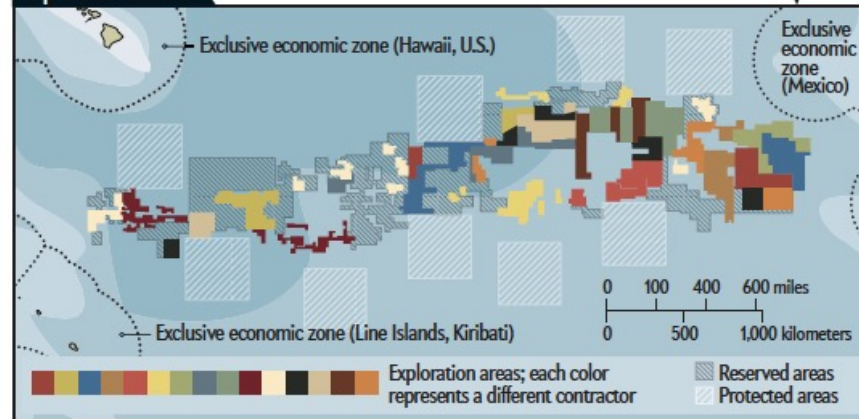 Exclusive economic zone (Hawaii, U.S.)
Exclusive
economic
zone
(Mexico)
0 100 200 400 600 miles
0 500 1,000 kilometers
Exclusive economic zone (Line Islands, Kiribati)
Exploration areas; each color
represents a different contractor
Reserved areas
Protected areas